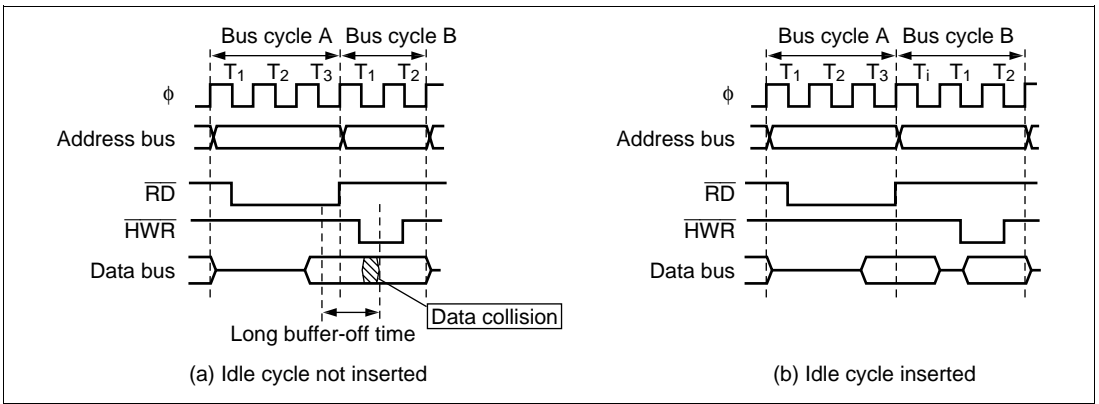 Bus cycle A Bus cycle B
T1 T2 T3 T1 T2
φ
Address bus
RD
HWR
Data bus
Data collision
Long buffer-off time
(a) Idle cycle not inserted
Bus cycle A Bus cycle B
T1 T2 T3 Ti T1 T2
φ
Address bus
RD
HWR
Data bus
(b) Idle cycle inserted